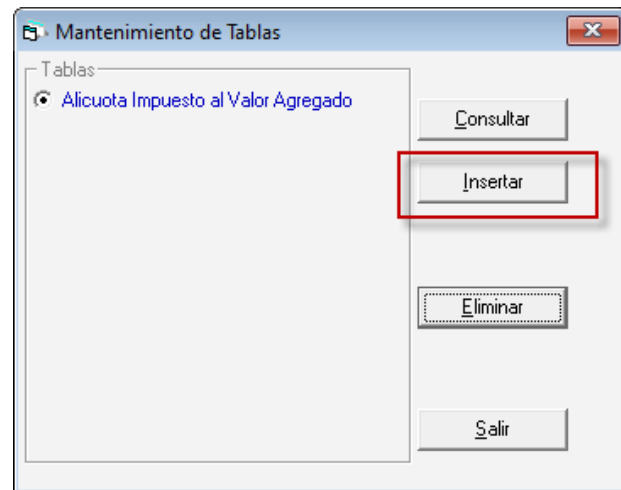 Mantenimiento de Tablas
Tablas
Alicuota Impuesto al Valor Agregado
Consultar
Insertar
Eliminar
Salir